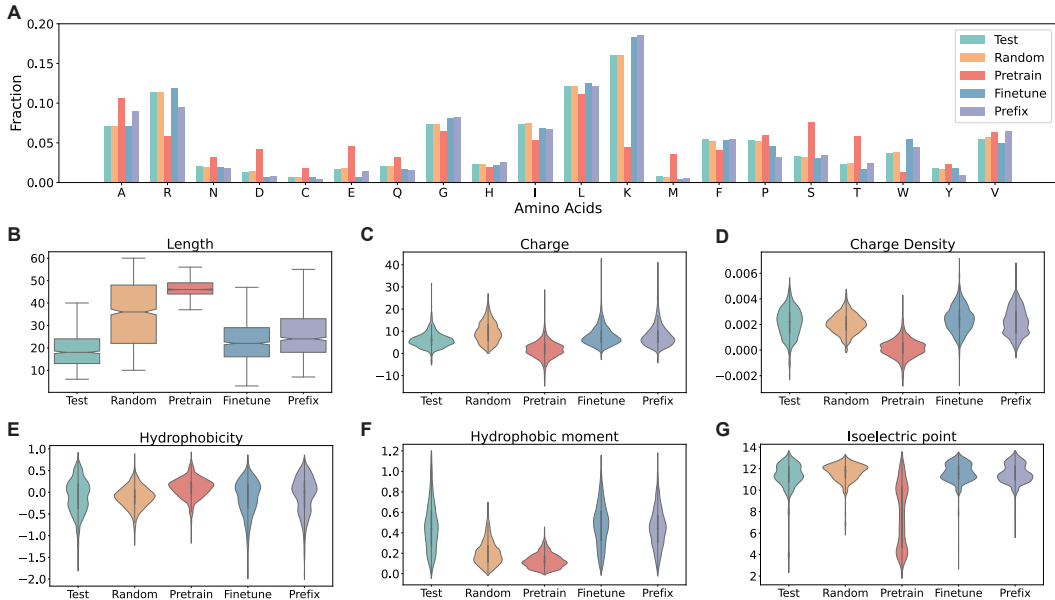 A
0.20
0.15
0.10
0.05
0.00
Fraction
Test
Random
Pretrain
Finetune
Prefix
A R N D C E Q G H I L K M F P S T W Y V
Amino Acids
B
Length
60
50
40
30
20
10
Test Random Pretrain Finetune Prefix
C
Charge
40
30
20
10
0
−10
Test Random Pretrain Finetune Prefix
D
Charge Density
0.006
0.004
0.002
0.000
−0.002
Test Random Pretrain Finetune Prefix
E
Hydrophobicity
1.0
0.5
0.0
−0.5
−1.0
−1.5
−2.0
Test Random Pretrain Finetune Prefix
F
Hydrophobic moment
1.2
1.0
0.8
0.6
0.4
0.2
0.0
Test Random Pretrain Finetune Prefix
G
Isoelectric point
14
12
10
8
6
4
2
Test Random Pretrain Finetune Prefix